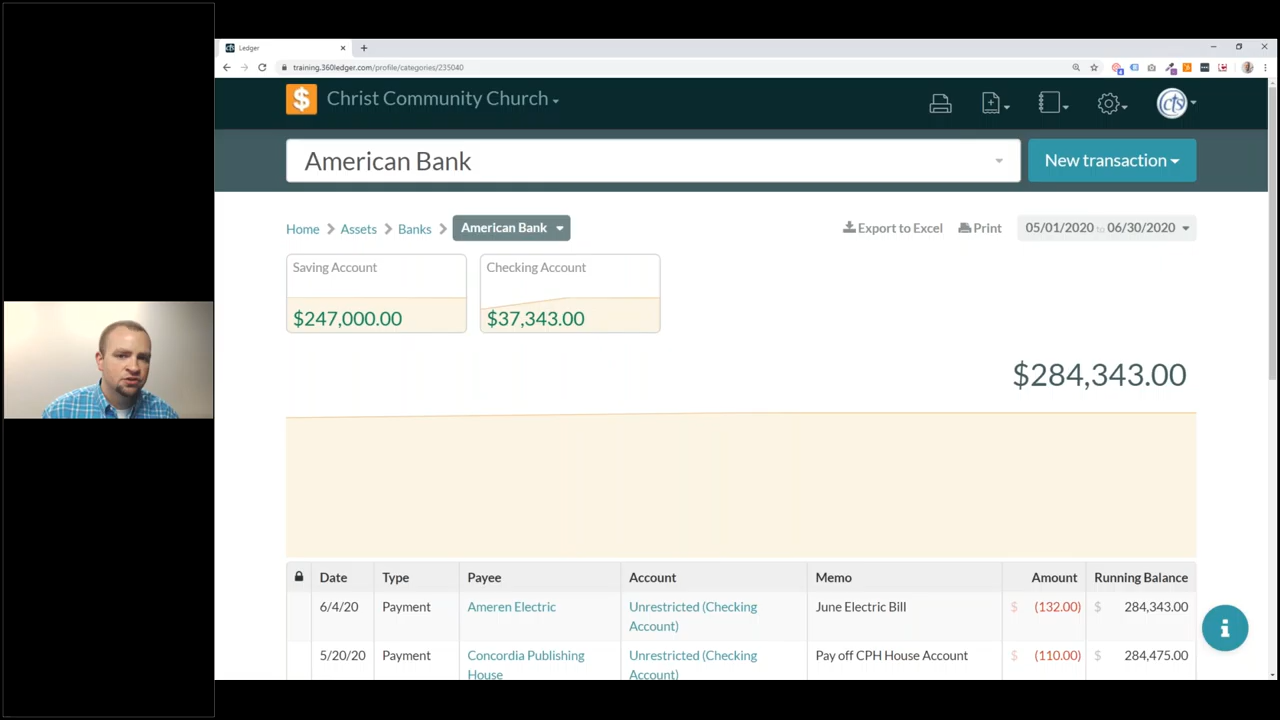 Ledger
training.360ledger.com/profile/categories/235040
$
Christ Community Church
cts
American Bank
New transaction
Home
Assets
Banks
American Bank
Export to Excel
Print
05/01/2020 to 06/30/2020
Saving Account
$247,000.00
Checking Account
$37,343.00
$284,343.00
Date Type Payee Account Memo Amount Running Balance
6/4/20 Payment Ameren Electric Unrestricted (Checking June Electric Bill $ (132.00) $ 284,343.00
Account)
5/20/20 Payment Concordia Publishing Unrestricted (Checking Pay off CPH House Account $ (110.00) $ 284,475.00
House Account)